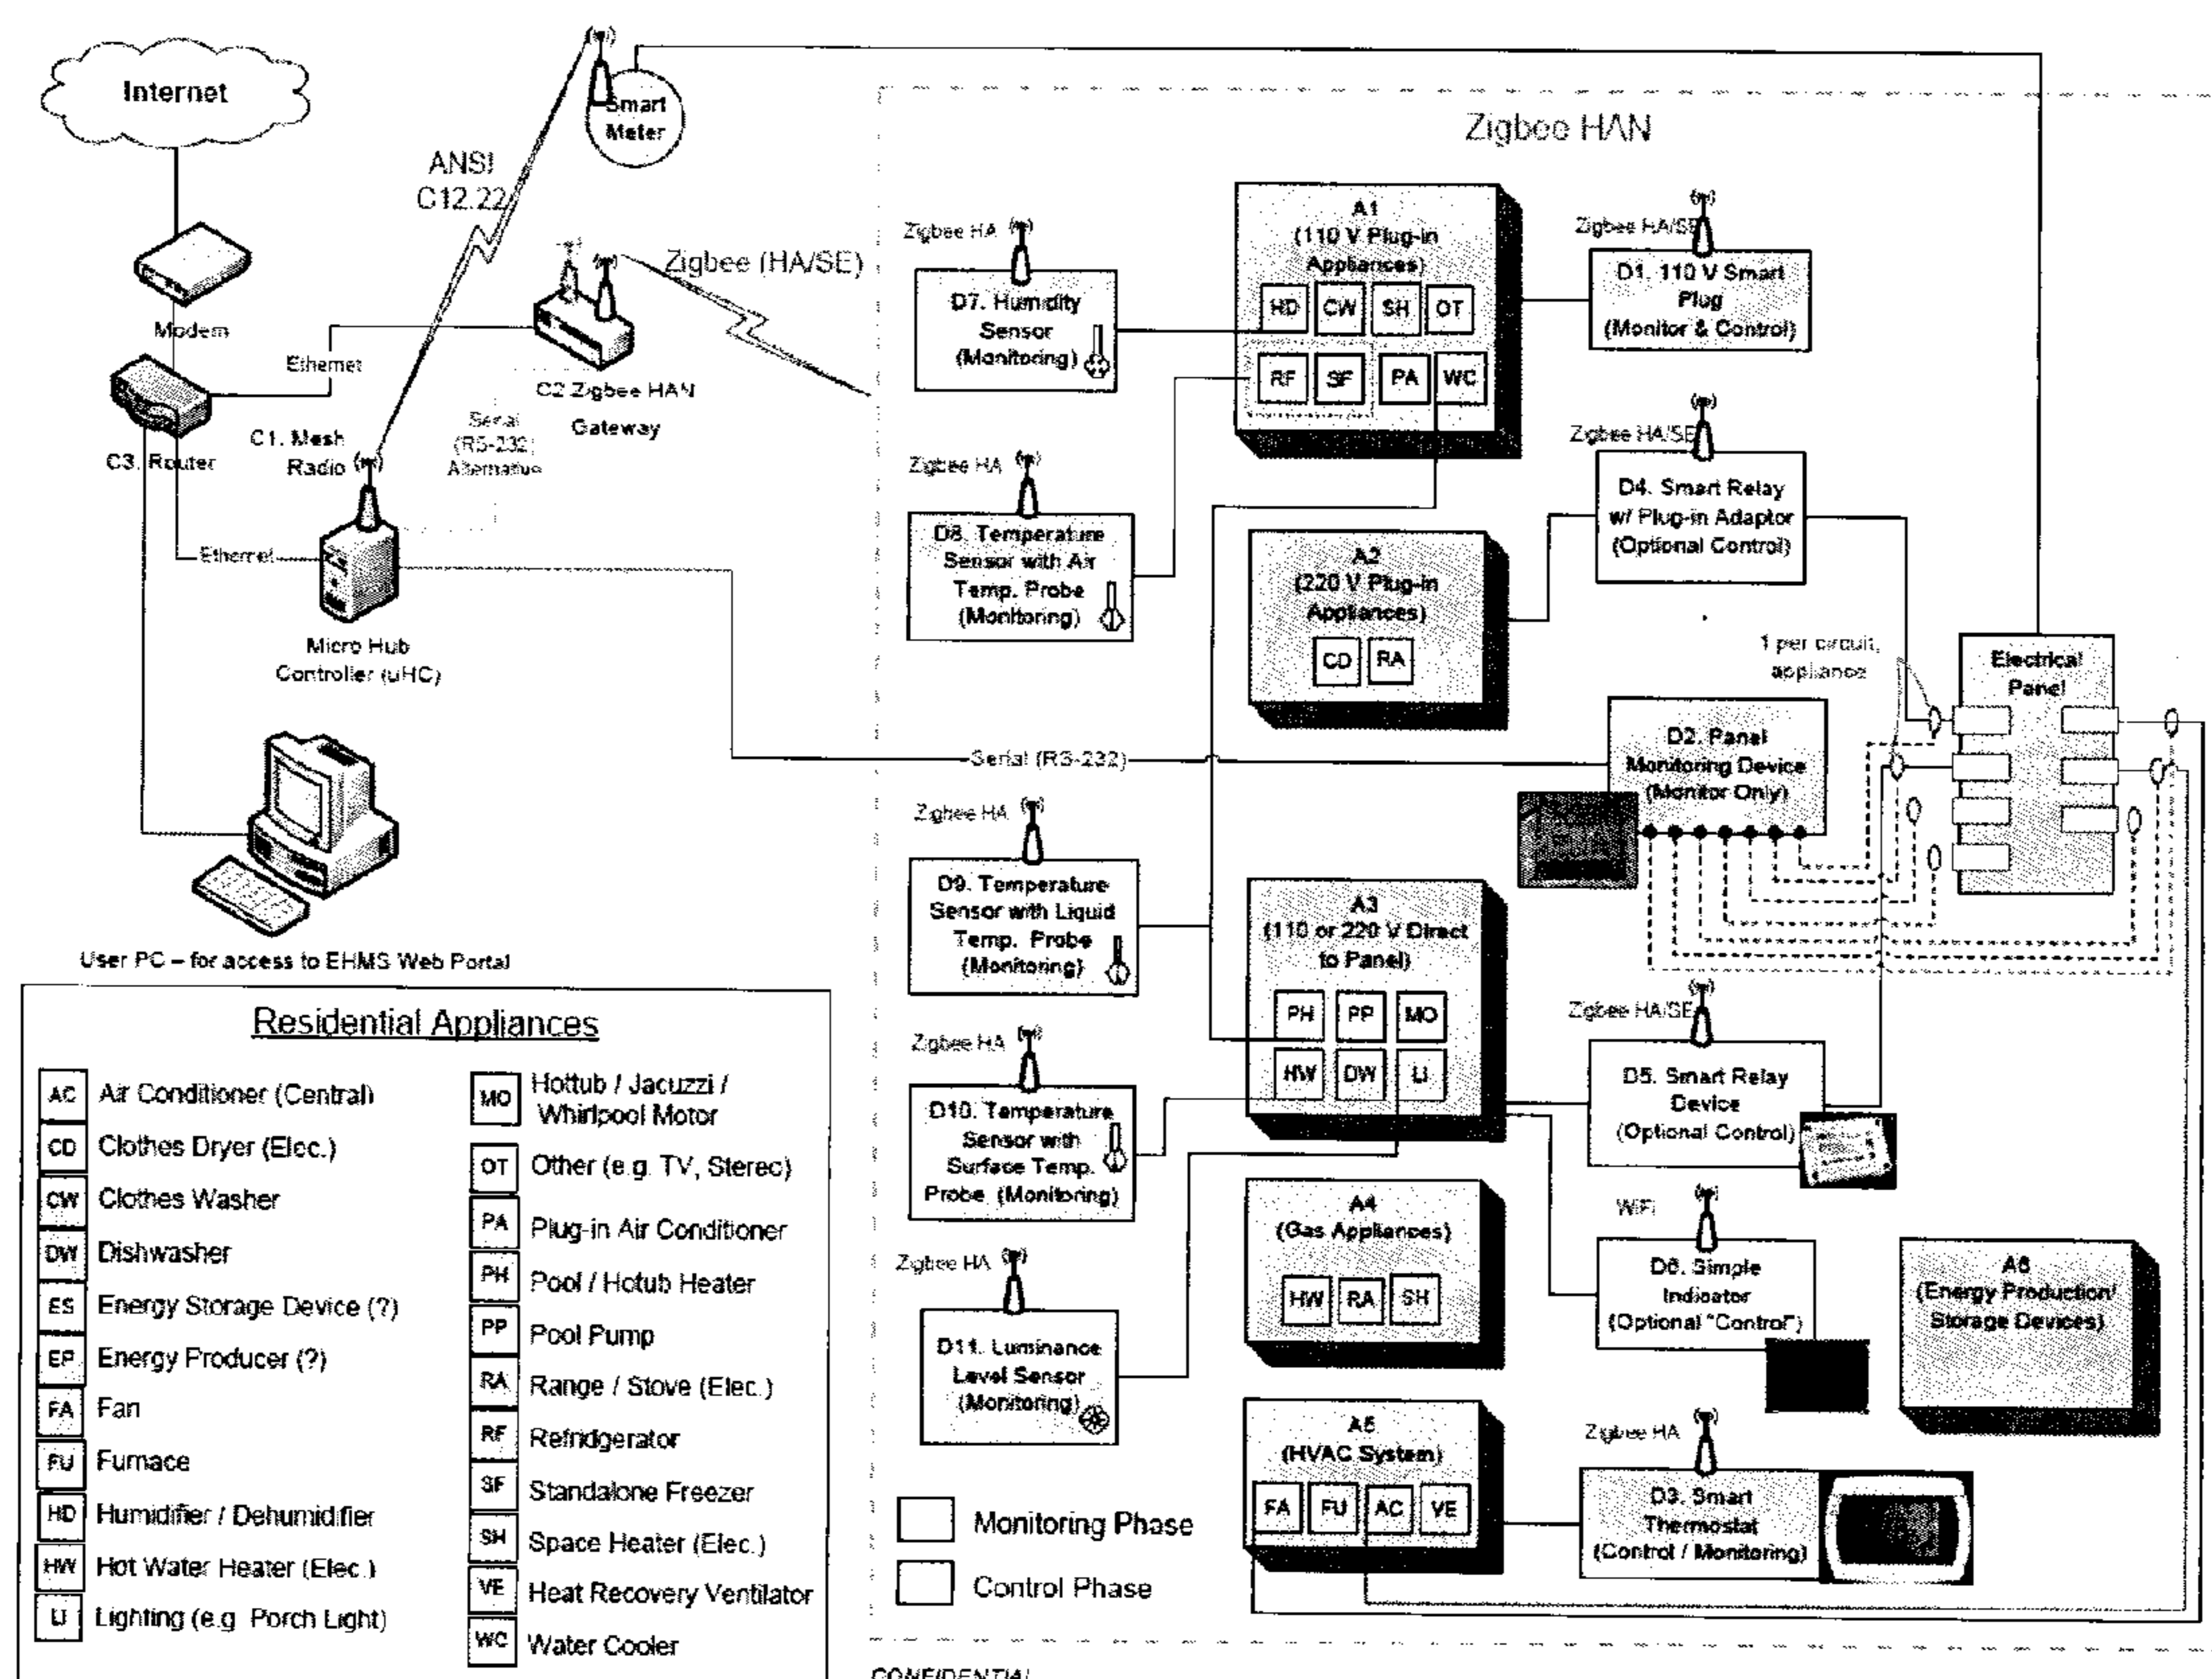 Internet
Smart
Meter
ANSI
C12.22
Modem
Ethernet
Zigbee (HA/SE)
C2 Zigbee HAN
Gateway
Serial
(RS-232)
Alternative
C1. Mesh
Radio
C3. Router
Ethernet
Micro Hub
Controller (uHC)
User PC – for access to EHMS Web Portal
Residential Appliances
AC Air Conditioner (Central)
CD Clothes Dryer (Elec.)
CW Clothes Washer
DW Dishwasher
ES Energy Storage Device (?)
EP Energy Producer (?)
FA Fan
FU Furnace
HD Humidifier / Dehumidifier
HW Hot Water Heater (Elec.)
LI Lighting (e.g. Porch Light)
MO Hottub / Jacuzzi /
Whirlpool Motor
OT Other (e.g. TV, Stereo)
PA Plug-in Air Conditioner
PH Pool / Hotub Heater
PP Pool Pump
RA Range / Stove (Elec.)
RF Refridgerator
SF Standalone Freezer
SH Space Heater (Elec.)
VE Heat Recovery Ventilator
WC Water Cooler
Zigbee HAN
Zigbee HA
D7. Humidity
Sensor
(Monitoring)
Zigbee HA
D8. Temperature
Sensor with Air
Temp. Probe
(Monitoring)
Serial (RS-232)
Zigbee HA
D9. Temperature
Sensor with Liquid
Temp. Probe
(Monitoring)
Zigbee HA
D10. Temperature
Sensor with
Surface Temp.
Probe (Monitoring)
Zigbee HA
D11. Luminance
Level Sensor
(Monitoring)
Monitoring Phase
Control Phase
A1
(110 V Plug-in
Appliances)
HD CW SH OT
RF SF PA WC
A2
(220 V Plug-in
Appliances)
CD RA
A3
(110 or 220 V Direct
to Panel)
PH PP MO
HW DW LI
A4
(Gas Appliances)
HW RA SH
A5
(HVAC System)
FA FU AC VE
Zigbee HA/SE
D1. 110 V Smart
Plug
(Monitor & Control)
Zigbee HA/SE
D4. Smart Relay
w/ Plug-in Adaptor
(Optional Control)
1 per circuit,
appliance
Electrical
Panel
D2. Panel
Monitoring Device
(Monitor Only)
Zigbee HA/SE
D5. Smart Relay
Device
(Optional Control)
WiFi
D6. Simple
Indicator
(Optional "Control")
A6
(Energy Production/
Storage Devices)
Zigbee HA
D3. Smart
Thermostat
(Control / Monitoring)
CONFIDENTIAL